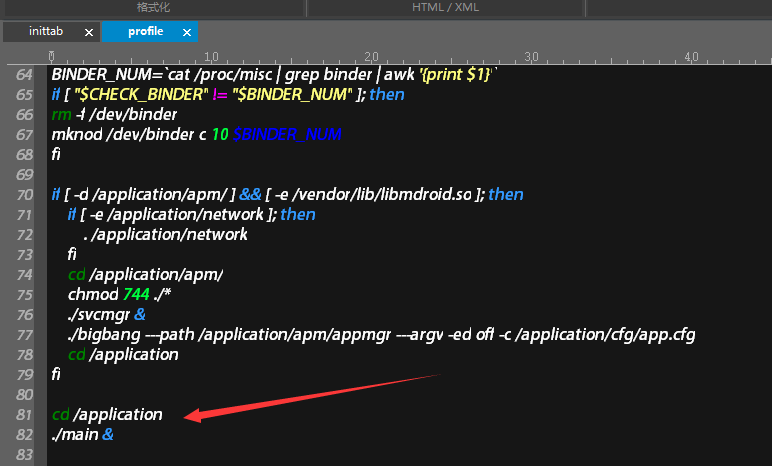 格式化 HTML / XML
inittab × profile ×
0 1,0 2,0 3,0 4,0
64 BINDER_NUM=`cat /proc/misc | grep binder | awk '{print $1}'`
65 if [ "$CHECK_BINDER" != "$BINDER_NUM" ]; then
66 rm -f /dev/binder
67 mknod /dev/binder c 10 $BINDER_NUM
68 fi
69
70 if [ -d /application/apm/ ] && [ -e /vendor/lib/libmdroid.so ]; then
71 if [ -e /application/network ]; then
72 . /application/network
73 fi
74 cd /application/apm/
75 chmod 744 ./*
76 ./svcmgr &
77 ./bigbang ---path /application/apm/appmgr ---argv -ed off -c /application/cfg/app.cfg
78 cd /application
79 fi
80
81 cd /application
82 ./main &
83